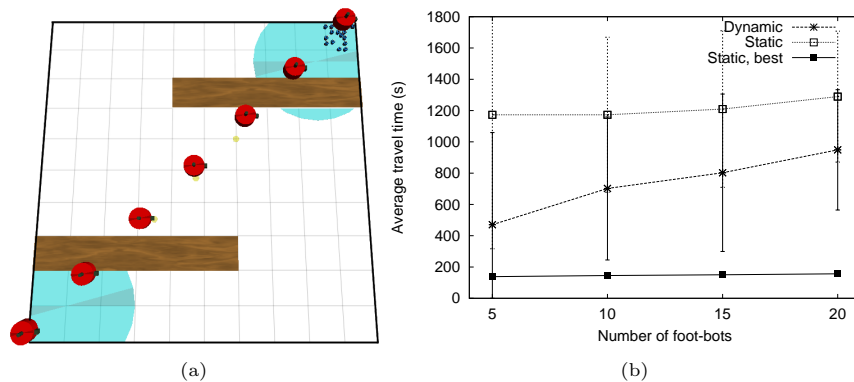 1800
1600
1400
1200
1000
800
600
400
200
0
Average travel time (s)
Dynamic
Static
Static, best
5 10 15 20
Number of foot-bots
(a) (b)